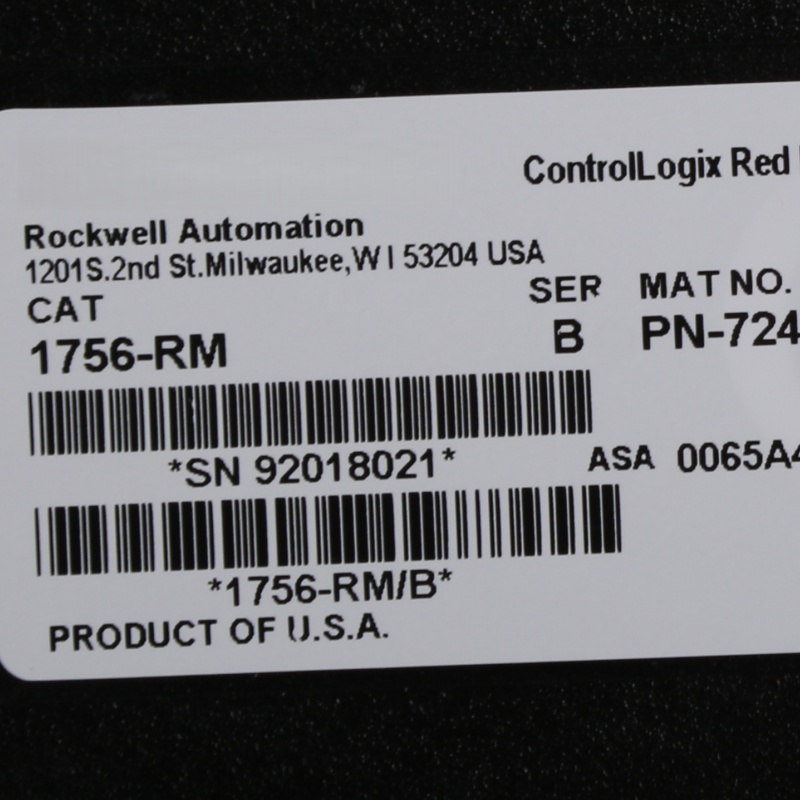 ControlLogix Red
Rockwell Automation
1201S.2nd St.Milwaukee,WI 53204 USA
CAT SER MAT NO.
1756-RM B PN-724
*SN 92018021* ASA 0065A4
*1756-RM/B*
PRODUCT OF U.S.A.